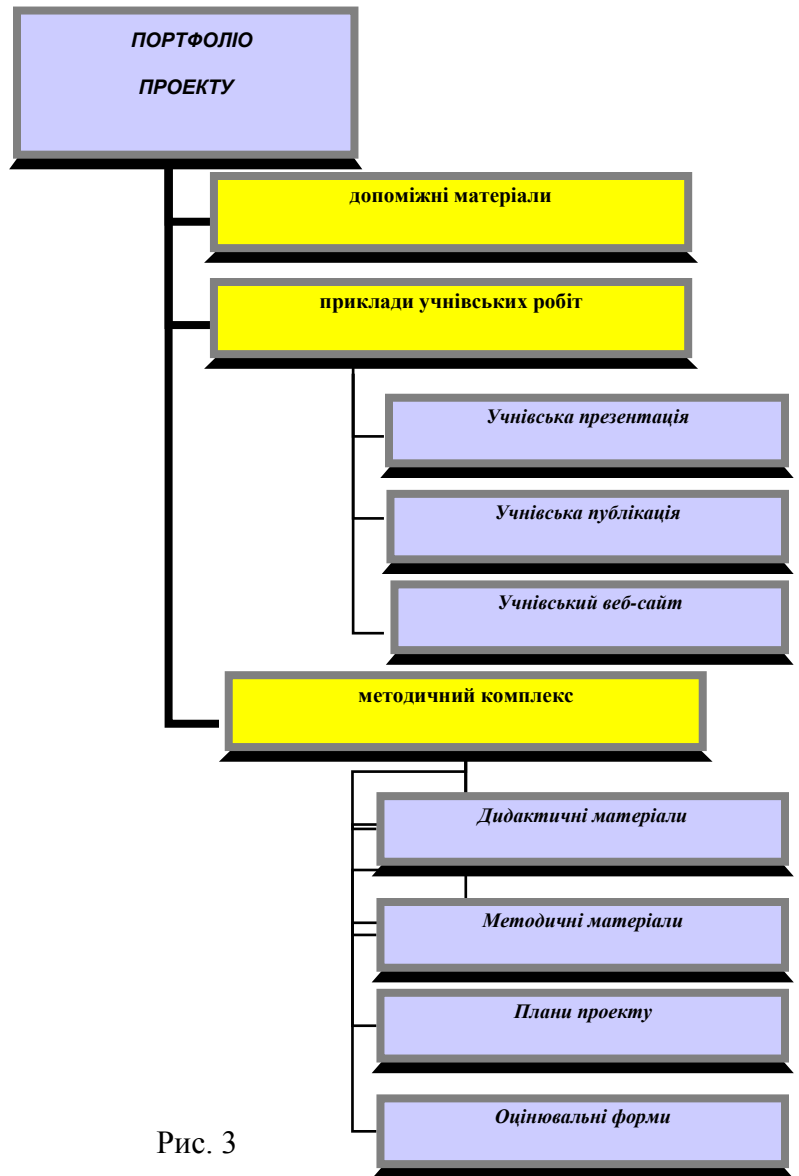 ПОРТФОЛІО
ПРОЕКТУ
допоміжні матеріали
приклади учнівських робіт
Учнівська презентація
Учнівська публікація
Учнівський веб-сайт
методичний комплекс
Дидактичні матеріали
Методичні матеріали
Плани проекту
Оцінювальні форми
Рис. 3